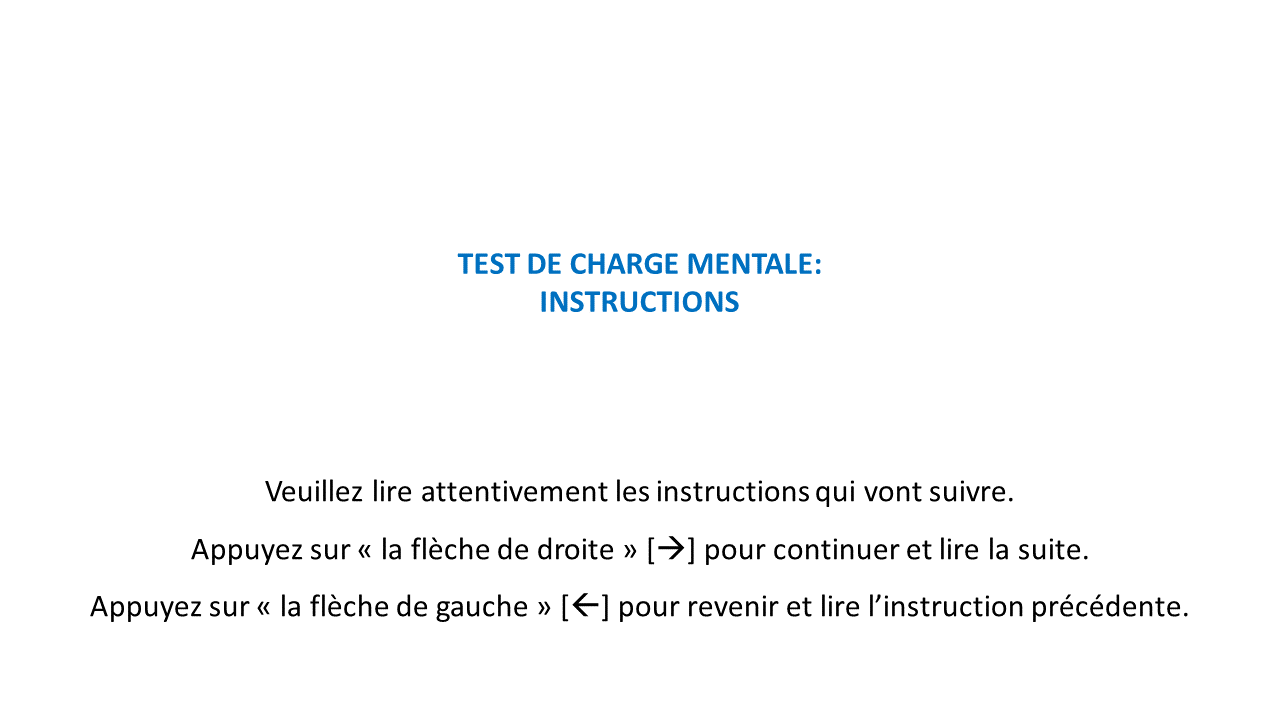 TEST DE CHARGE MENTALE:
INSTRUCTIONS
Veuillez lire attentivement les instructions qui vont suivre.
Appuyez sur « la flèche de droite » [→] pour continuer et lire la suite.
Appuyez sur « la flèche de gauche » [←] pour revenir et lire l’instruction précédente.